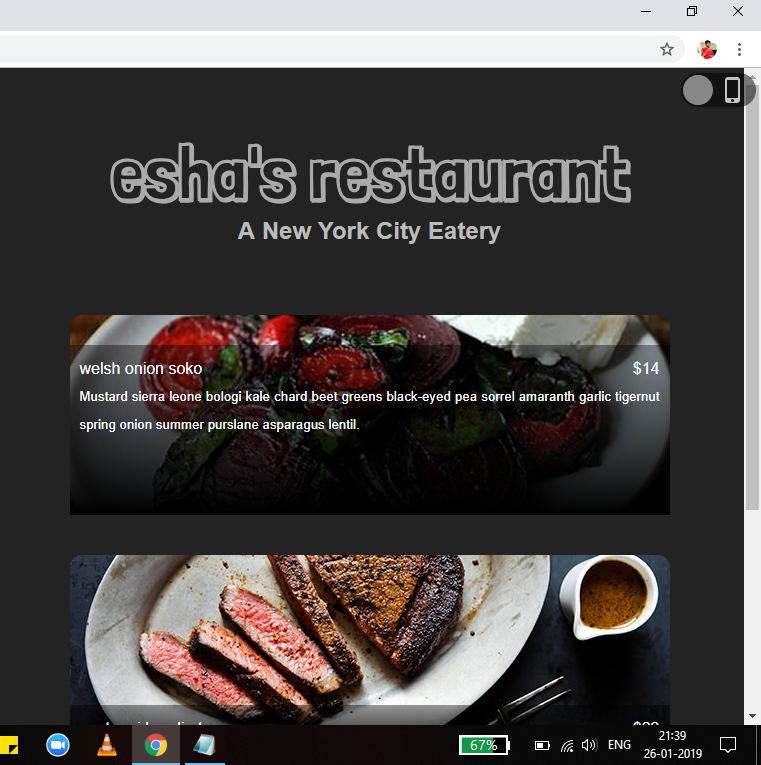 esha's restaurant
A New York City Eatery
welsh onion soko $14
Mustard sierra leone bologi kale chard beet greens black-eyed pea sorrel amaranth garlic tigernut
spring onion summer purslane asparagus lentil.
67% ENG 21:39
26-01-2019